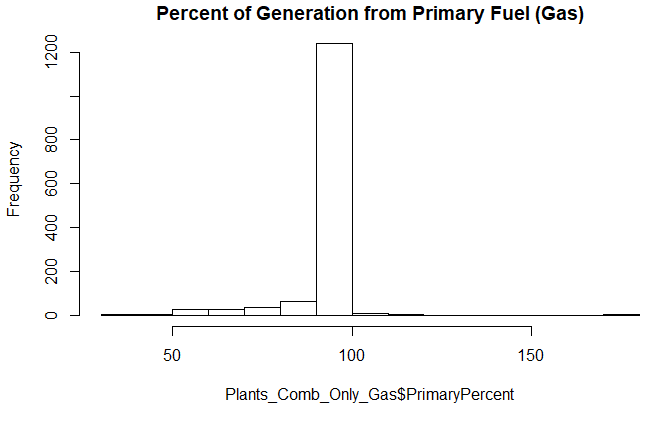 Percent of Generation from Primary Fuel (Gas)
1200
800
600
400
200
0
Frequency
50 100 150
Plants_Comb_Only_Gas$PrimaryPercent